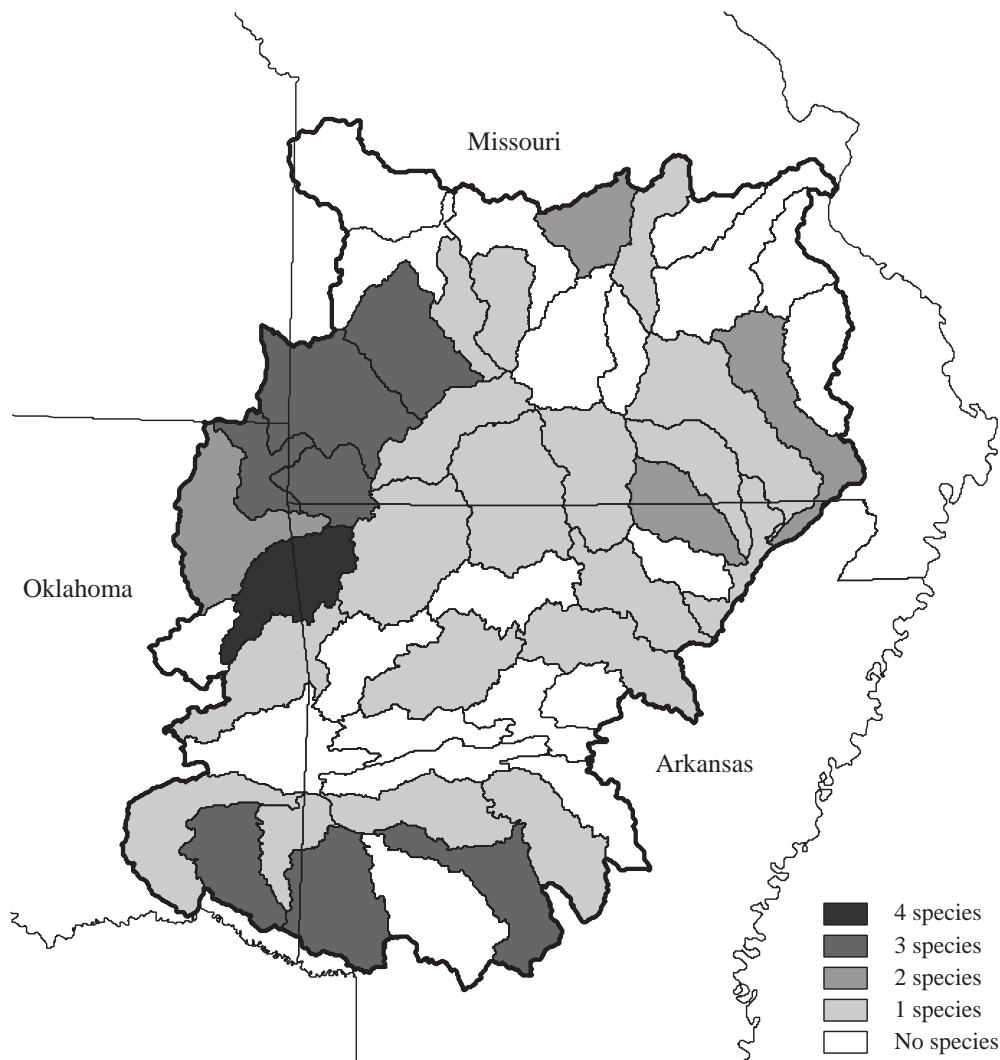 Missouri
Oklahoma
Arkansas
4 species
3 species
2 species
1 species
No species